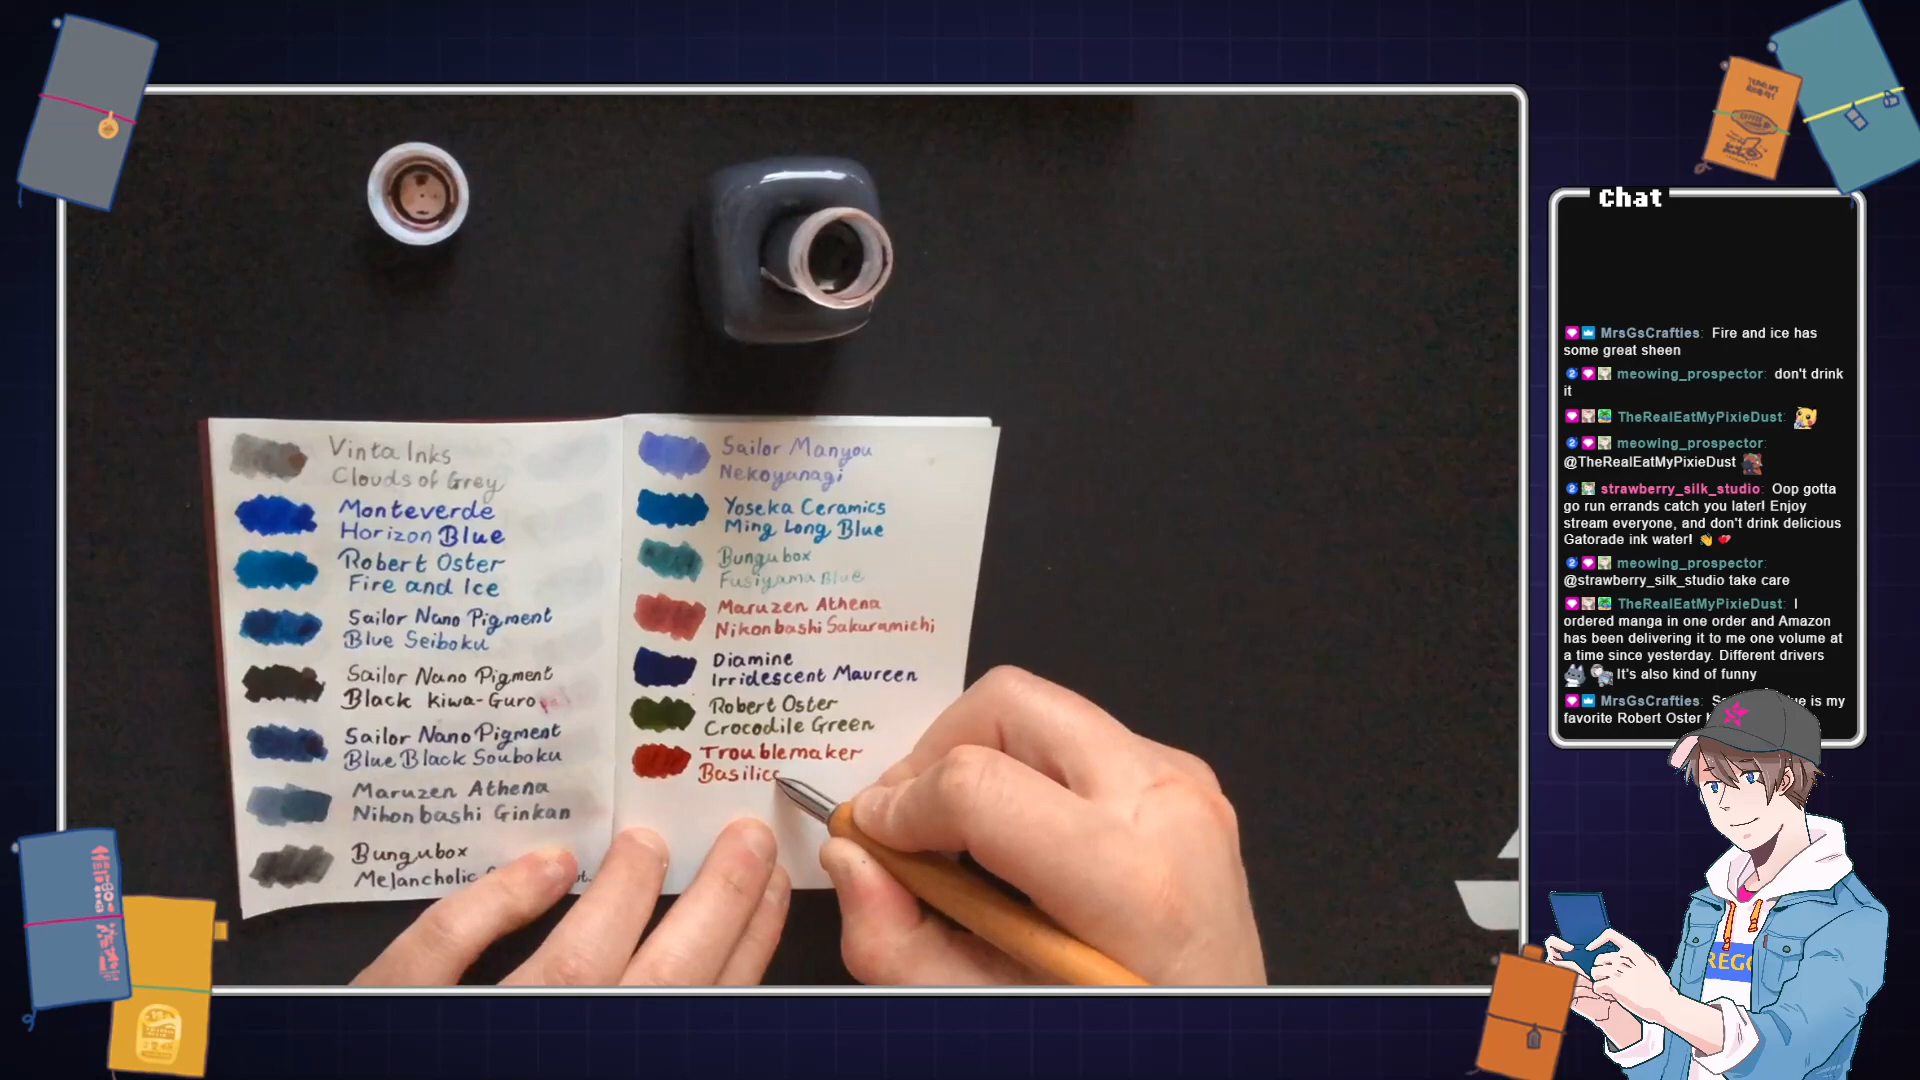 Vinta Inks
Clouds of Grey
Monteverde
Horizon Blue
Robert Oster
Fire and Ice
Sailor Nano Pigment
Blue Seiboku
Sailor Nano Pigment
Black Kiwa-Guro
Sailor Nano Pigment
Blue Black Souboku
Maruzen Athena
Nihonbashi Ginkan
Bungubox
Melancholic
Sailor Manyou
Nekoyanagi
Yoseka Ceramics
Ming Long Blue
Bungubox
Fusiyama Blue
Maruzen Athena
Nikonbashi Sakuramichi
Diamine
Irridescent Maureen
Robert Oster
Crocodile Green
Troublemaker
Basilica
chat
MrsGsCrafties: Fire and ice has
some great sheen
meowing_prospector: don't drink
it
TheRealEatMyPixieDust:
meowing_prospector:
@TheRealEatMyPixieDust
strawberry_silk_studio: Oop gotta
go run errands catch you later! Enjoy
stream everyone, and don't drink delicious
Gatorade ink water!
meowing_prospector:
@strawberry_silk_studio take care
TheRealEatMyPixieDust: I
ordered manga in one order and Amazon
has been delivering it to me one volume at
a time since yesterday. Different drivers
It's also kind of funny
MrsGsCrafties: is my
favorite Robert Oster
REGO